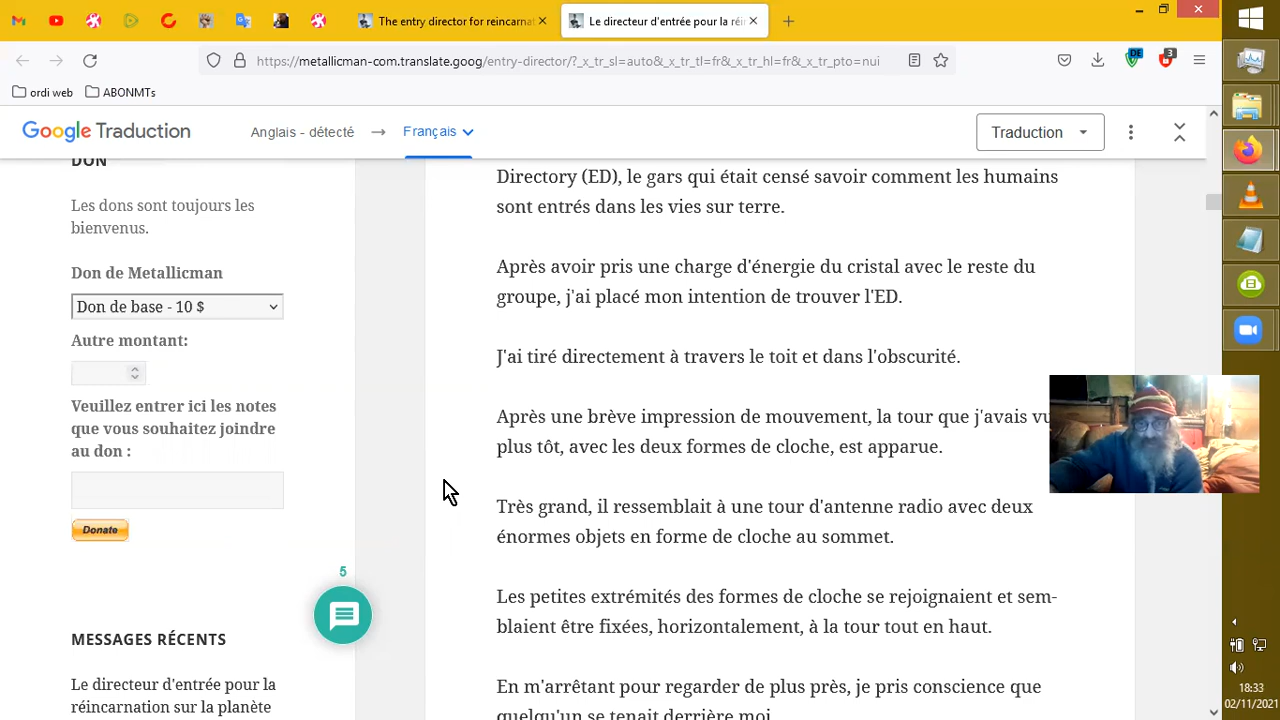 The entry director for reincarnat
Le directeur d'entrée pour la réin
https://metallicman-com.translate.goog/entry-director/?_x_tr_sl=auto&_x_tr_tl=fr&_x_tr_hl=fr&_x_tr_pto=nui
DE
3
ordi web
ABONMTs
Google Traduction
Anglais - détecté
Français
Traduction
DON
Les dons sont toujours les
bienvenus.
Don de Metallicman
Don de base - 10 $
Autre montant:
Veuillez entrer ici les notes
que vous souhaitez joindre
au don :
Donate
5
MESSAGES RÉCENTS
Le directeur d'entrée pour la
réincarnation sur la planète
Directory (ED), le gars qui était censé savoir comment les humains
sont entrés dans les vies sur terre.
Après avoir pris une charge d'énergie du cristal avec le reste du
groupe, j'ai placé mon intention de trouver l'ED.
J'ai tiré directement à travers le toit et dans l'obscurité.
Après une brève impression de mouvement, la tour que j'avais vu
plus tôt, avec les deux formes de cloche, est apparue.
Très grand, il ressemblait à une tour d'antenne radio avec deux
énormes objets en forme de cloche au sommet.
Les petites extrémités des formes de cloche se rejoignaient et sem-
blaient être fixées, horizontalement, à la tour tout en haut.
En m'arrêtant pour regarder de plus près, je pris conscience que
quelqu'un se tenait derrière moi.
18:33
02/11/2021